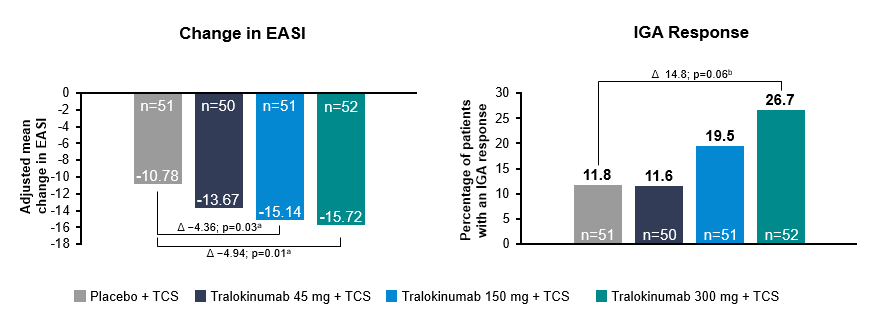 Change in EASI
IGA Response
Adjusted mean
change in EASI
0
-2
-4
-6
-8
-10
-12
-14
-16
-18
n=51
n=50
n=51
n=52
-10.78
-13.67
-15.14
-15.72
Δ −4.36; p=0.03ᵃ
Δ −4.94; p=0.01ᵃ
Percentage of patients
with an IGA response
30
25
20
15
10
5
0
Δ 14.8; p=0.06ᵇ
11.8
11.6
19.5
26.7
n=51
n=50
n=51
n=52
Placebo + TCS
Tralokinumab 45 mg + TCS
Tralokinumab 150 mg + TCS
Tralokinumab 300 mg + TCS